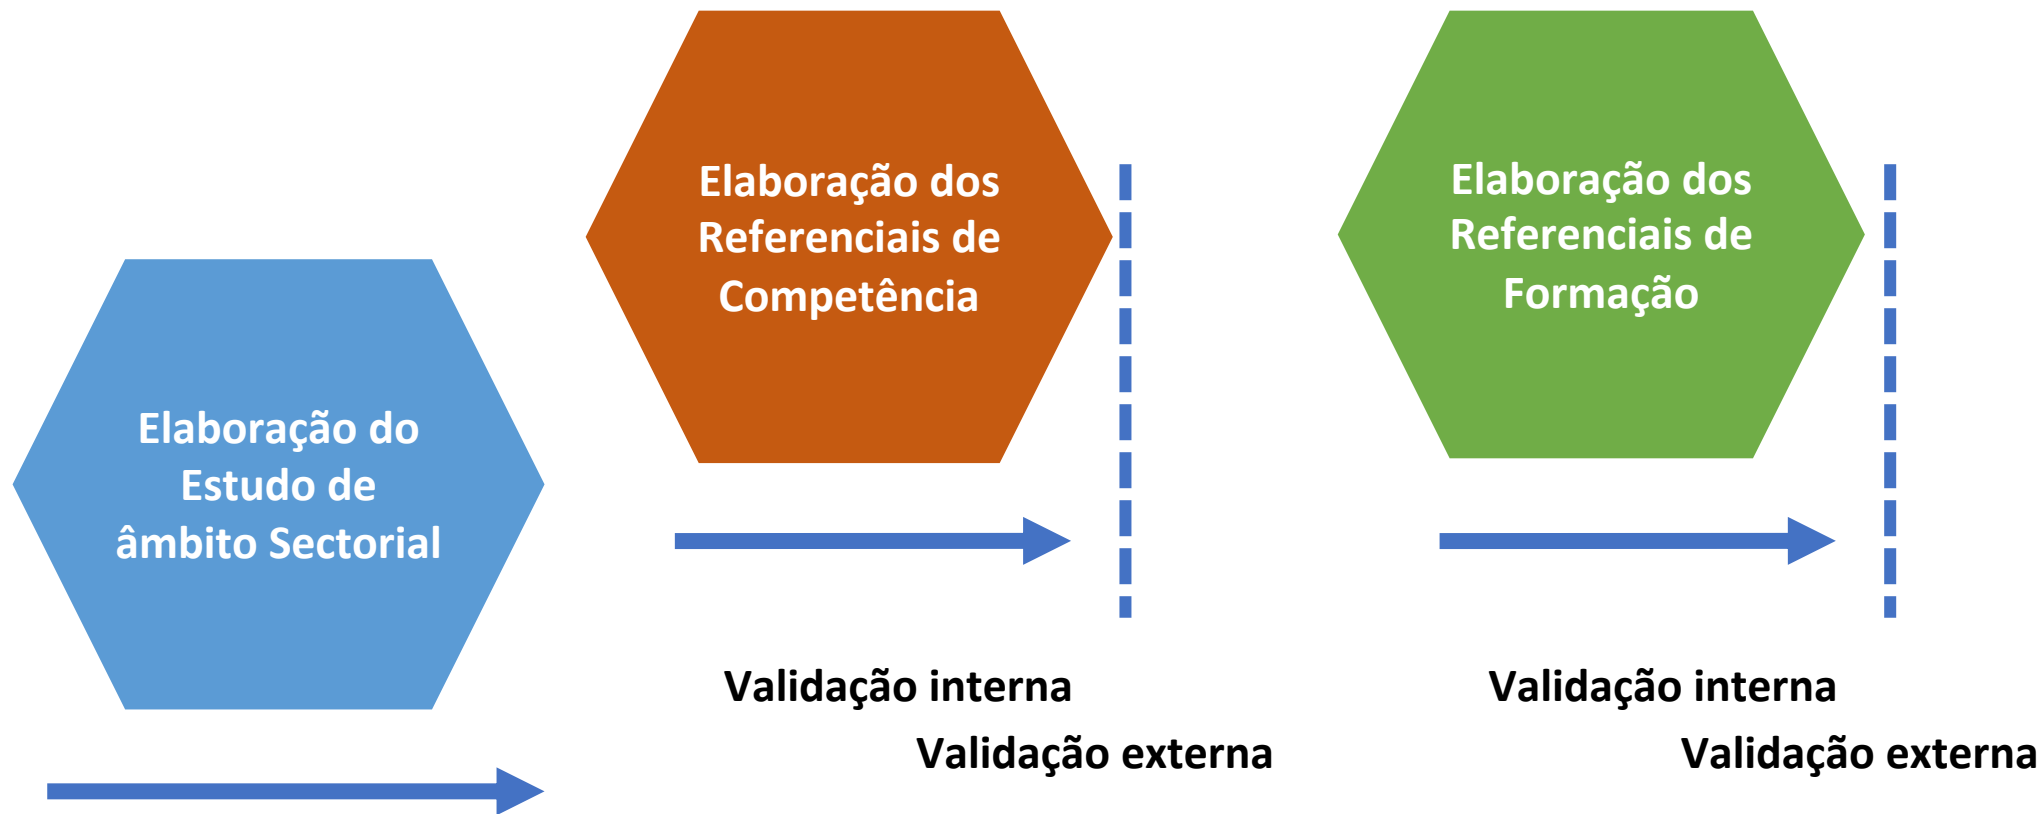 Elaboração do
Estudo de
âmbito Sectorial
Elaboração dos
Referenciais de
Competência
Validação interna
Validação externa
Elaboração dos
Referenciais de
Formação
Validação interna
Validação externa